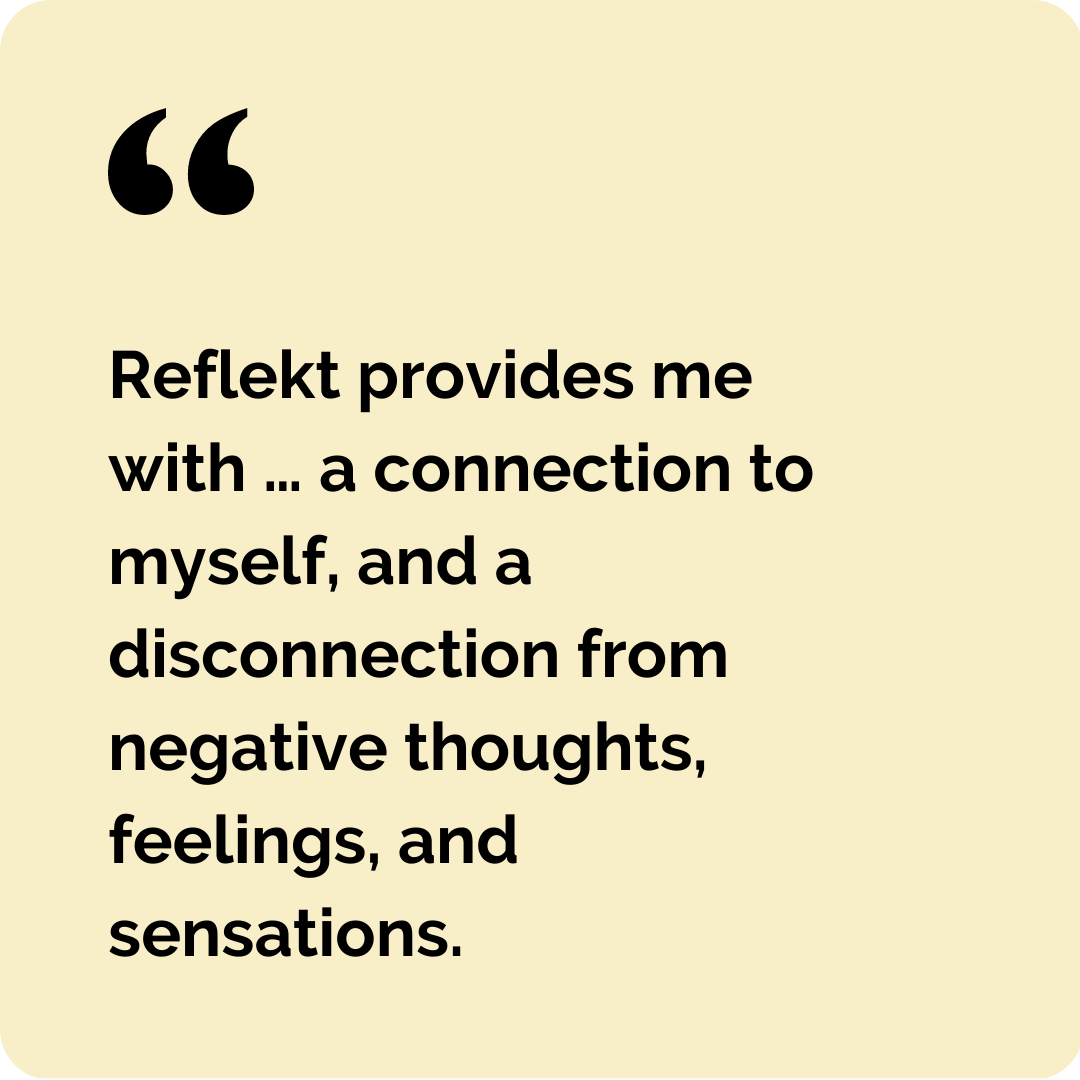 “
Reflekt provides me
with ... a connection to
myself, and a
disconnection from
negative thoughts,
feelings, and
sensations.